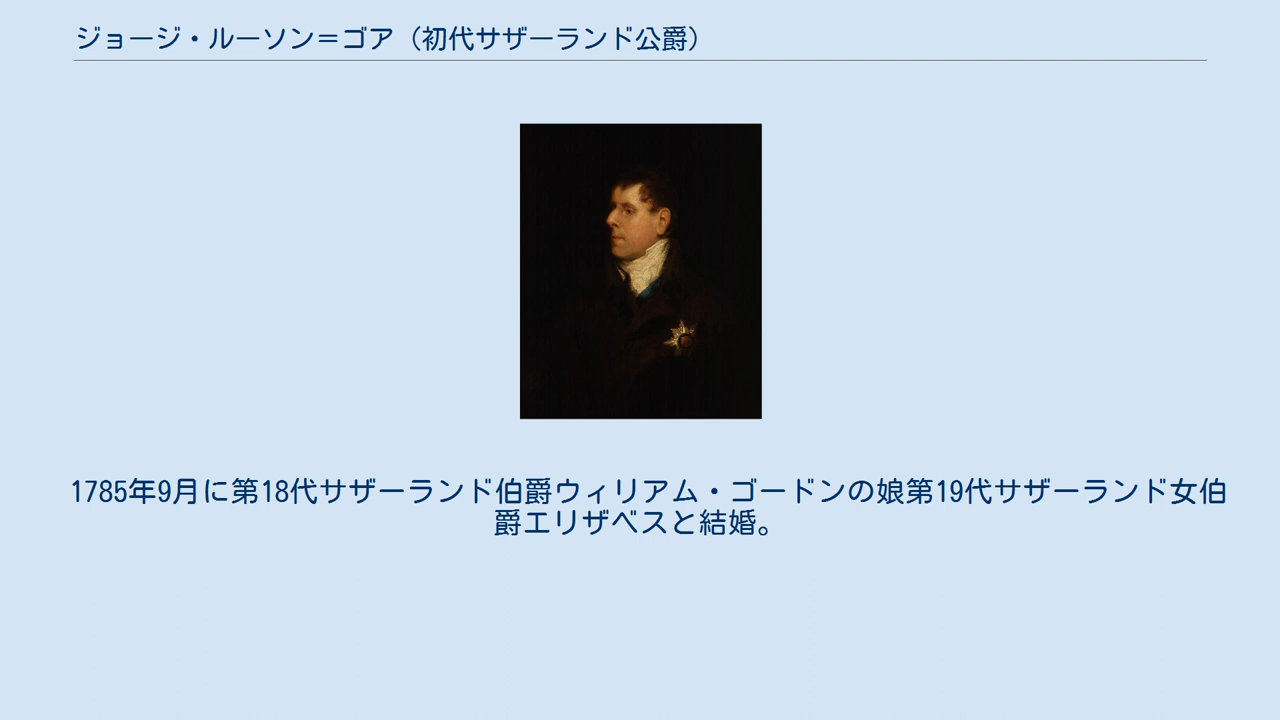 ジョージ・ルーソン＝ゴア（初代サザーランド公爵）
1785年9月に第18代サザーランド伯爵ウィリアム・ゴードンの娘第19代サザーランド女伯
爵エリザベスと結婚。